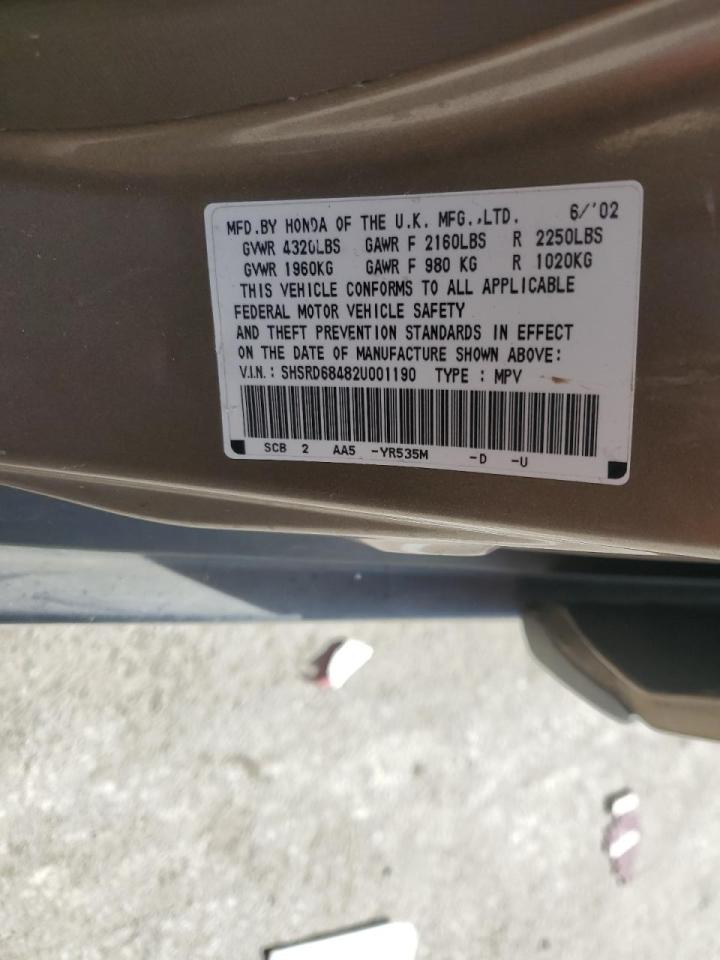 MFD.BY HONDA OF THE U.K. MFG.,LTD. 6/'02
GVWR 4320LBS GAWR F 2160LBS R 2250LBS
GVWR 1960KG GAWR F 980 KG R 1020KG
THIS VEHICLE CONFORMS TO ALL APPLICABLE
FEDERAL MOTOR VEHICLE SAFETY
AND THEFT PREVENTION STANDARDS IN EFFECT
ON THE DATE OF MANUFACTURE SHOWN ABOVE:
V.I.N. : SHSRD68482U001190 TYPE : MPV
SCB 2 AA5 -YR535M -D -U